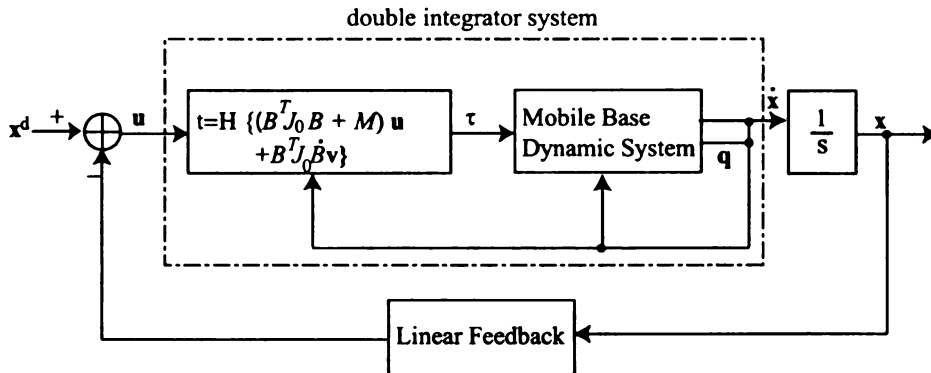 double integrator system
x^d
+
−
u
t=H {(B^T J_0 B + M) u
+B^T J_0 Ḃv}
τ
Mobile Base
Dynamic System
ẋ
q
1
s
x
Linear Feedback